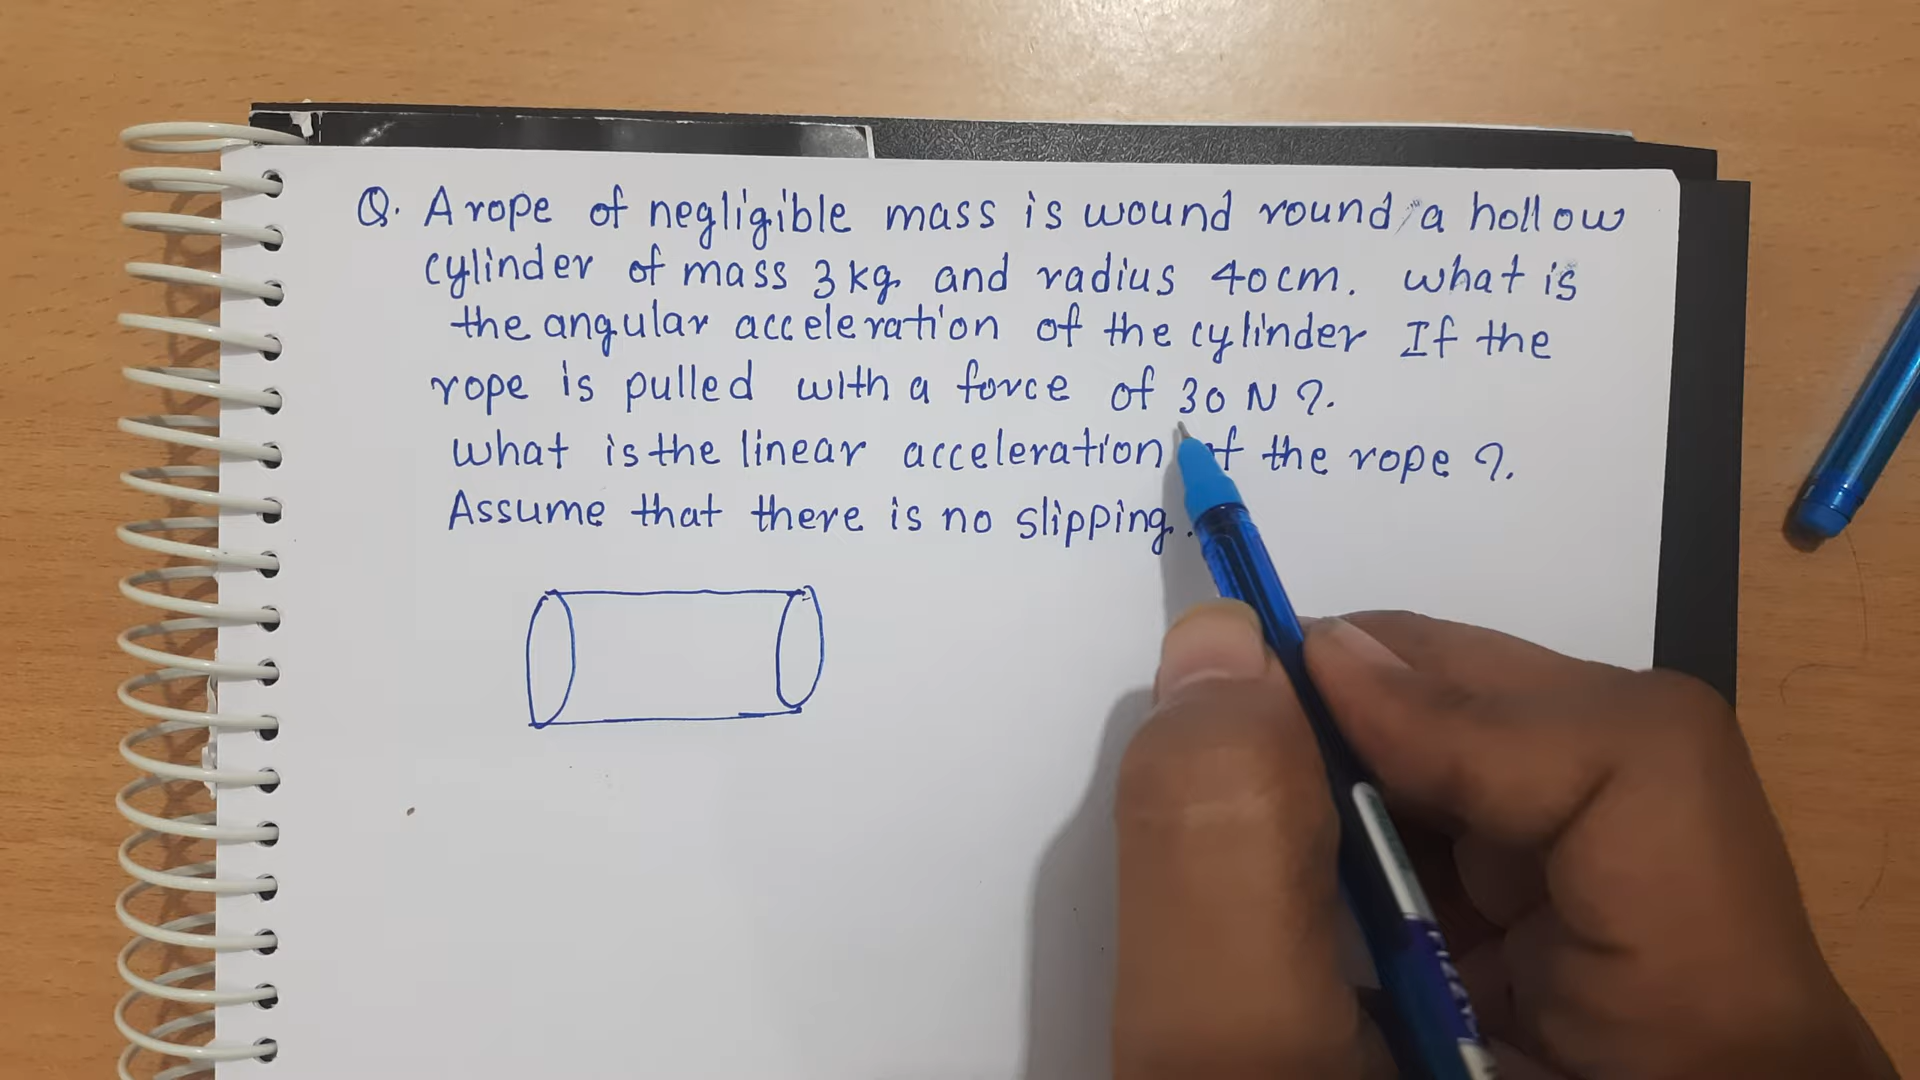 Q. A rope of negligible mass is wound round a hollow
cylinder of mass 3 kg and radius 40 cm. what is
the angular acceleration of the cylinder If the
rope is pulled with a force of 30 N ?.
what is the linear acceleration of the rope ?.
Assume that there is no slipping.